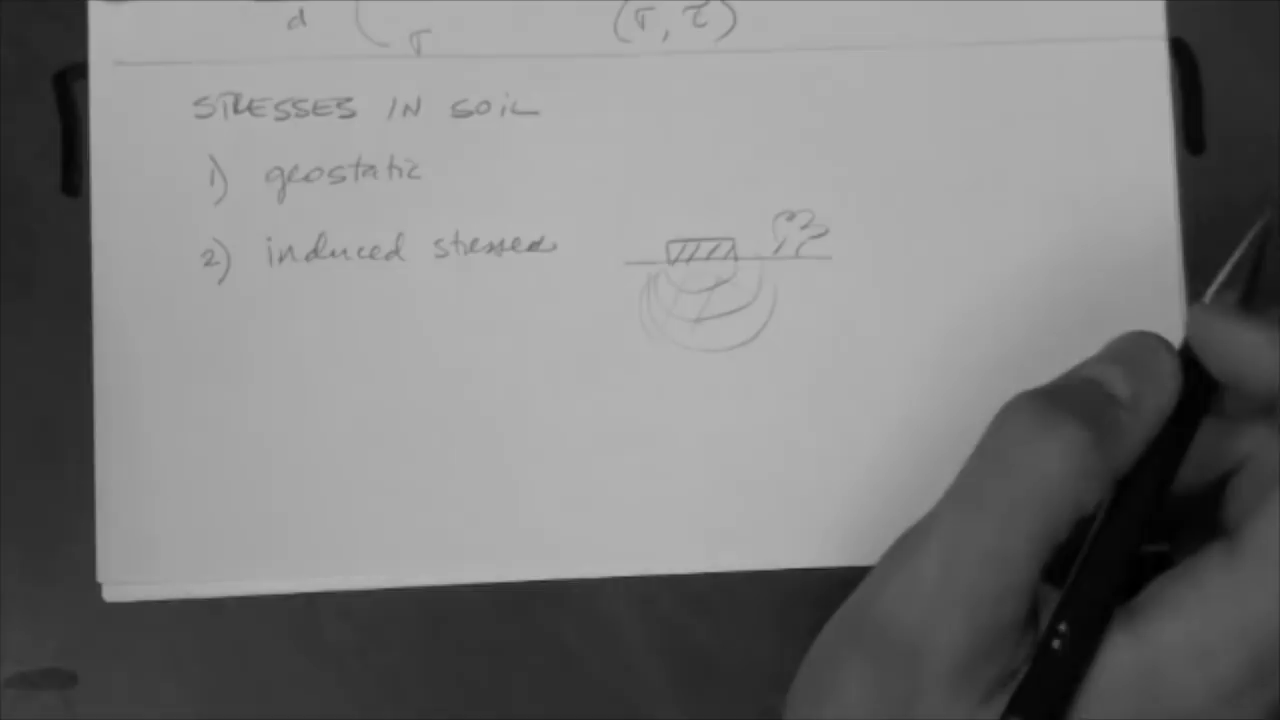 d
σ
(σ, τ)
STRESSES IN SOIL
1) geostatic
2) induced stresses